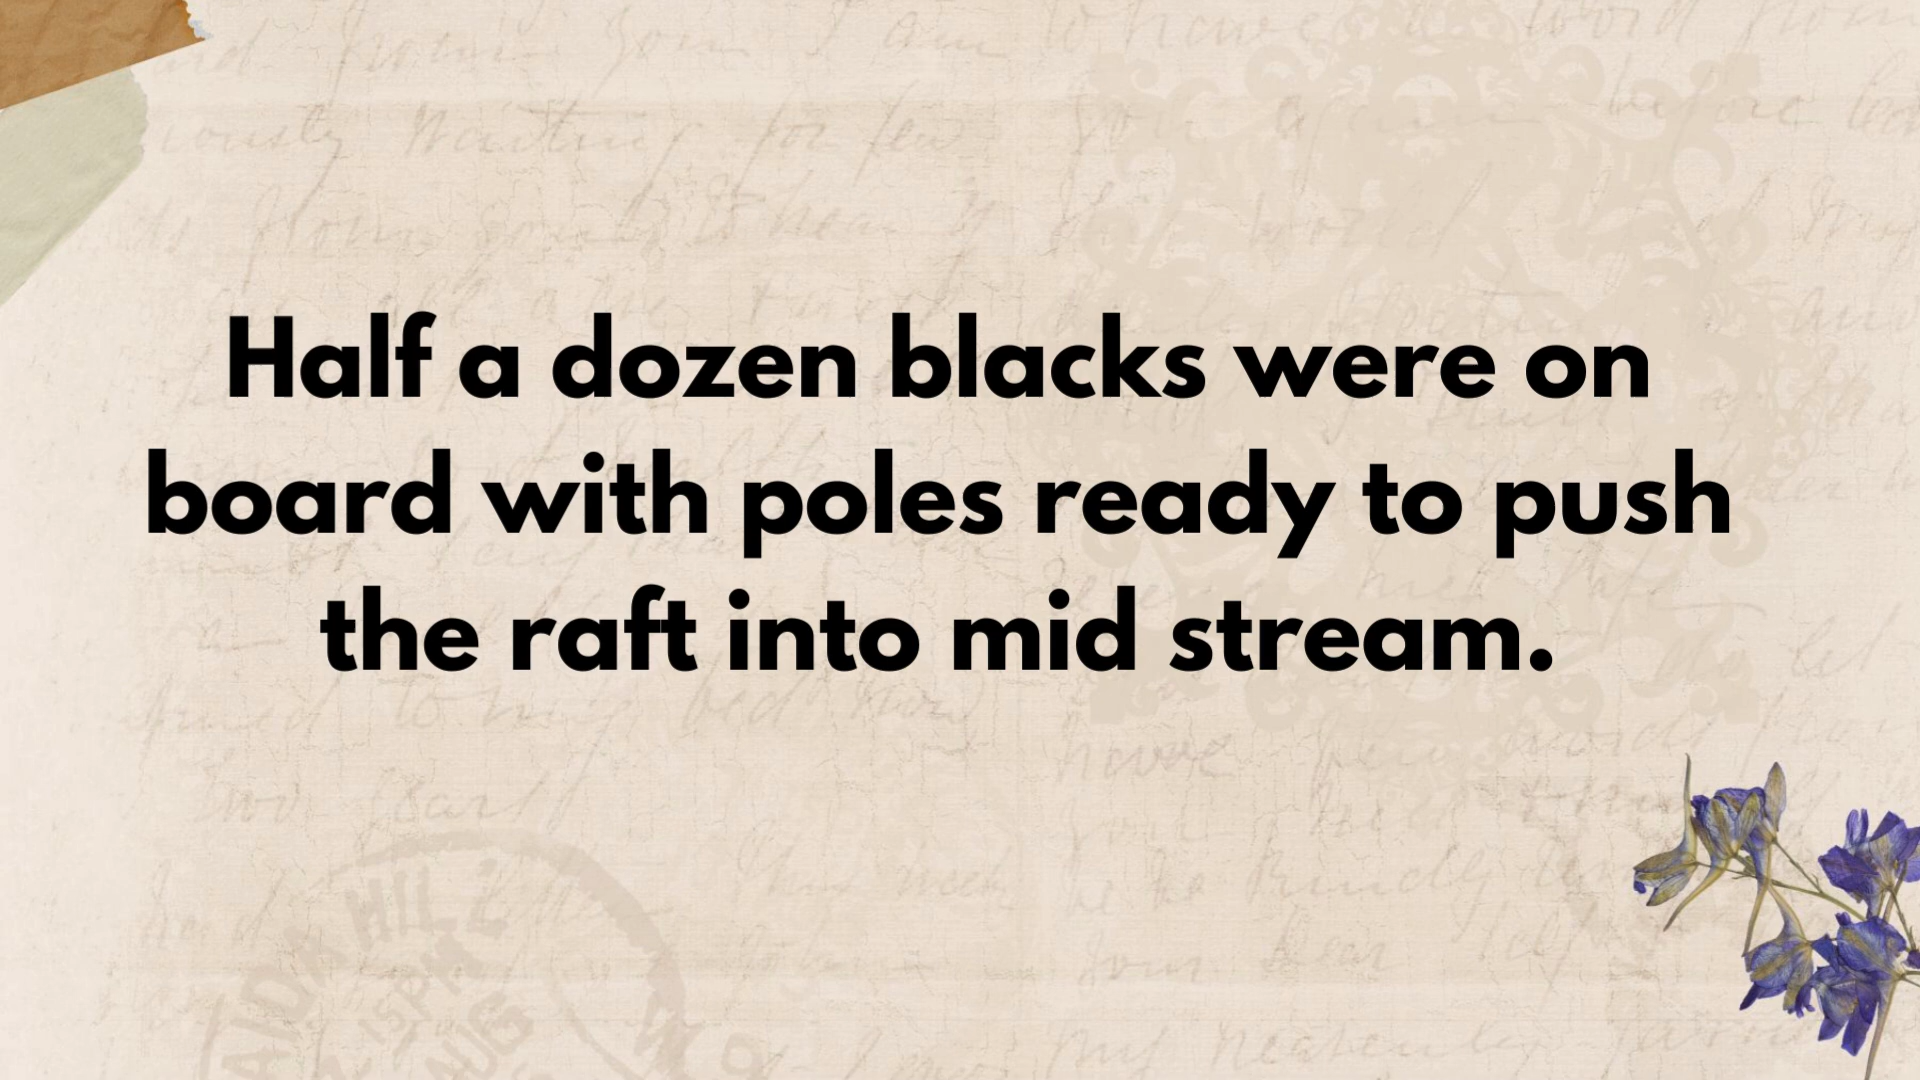 Half a dozen blacks were on
board with poles ready to push
the raft into mid stream.